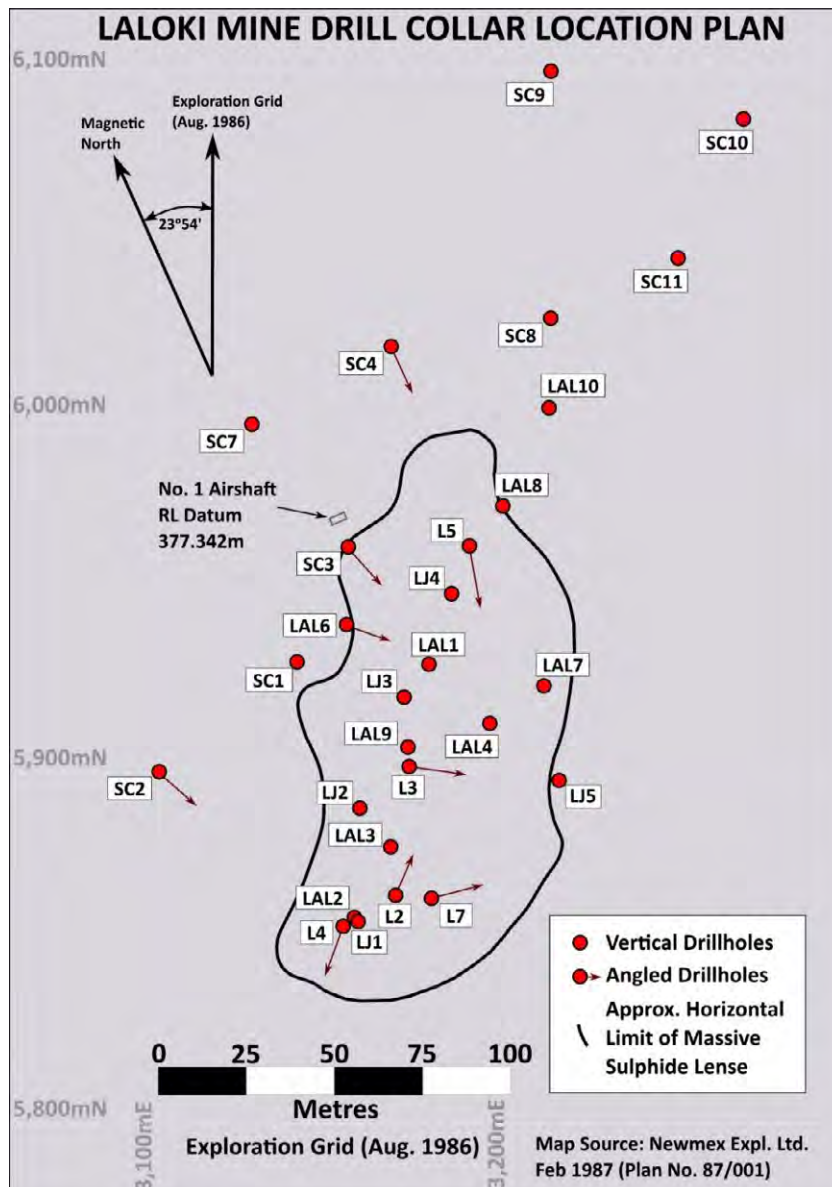 LALOKI MINE DRILL COLLAR LOCATION PLAN
6,100mN
SC9
Exploration Grid
(Aug. 1986)
Magnetic
North
SC10
23°54'
SC11
SC8
SC4
LAL10
6,000mN
SC7
LAL8
No. 1 Airshaft
RL Datum
377.342m
L5
SC3
LJ4
LAL6
LAL1
SC1
LAL7
LJ3
LAL9
LAL4
5,900mN
SC2
L3
LJ2
LJ5
LAL3
LAL2
L2
L7
L4
LJ1
Vertical Drillholes
Angled Drillholes
Approx. Horizontal
Limit of Massive
Sulphide Lense
0 25 50 75 100
Metres
5,800mN
3,100mE
3,200mE
Exploration Grid (Aug. 1986)
Map Source: Newmex Expl. Ltd.
Feb 1987 (Plan No. 87/001)